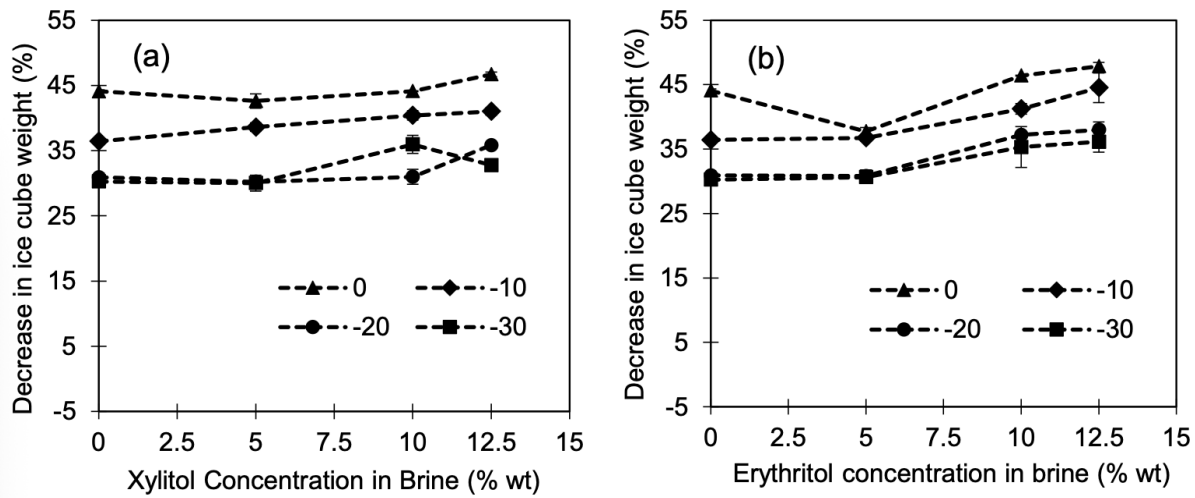 Decrease in ice cube weight (%)
55
45
35
25
15
5
-5
(a)
0
-10
-20
-30
0 2.5 5 7.5 10 12.5 15
Xylitol Concentration in Brine (% wt)
Decrease in ice cube weight (%)
55
45
35
25
15
5
-5
(b)
0
-10
-20
-30
0 2.5 5 7.5 10 12.5 15
Erythritol concentration in brine (% wt)